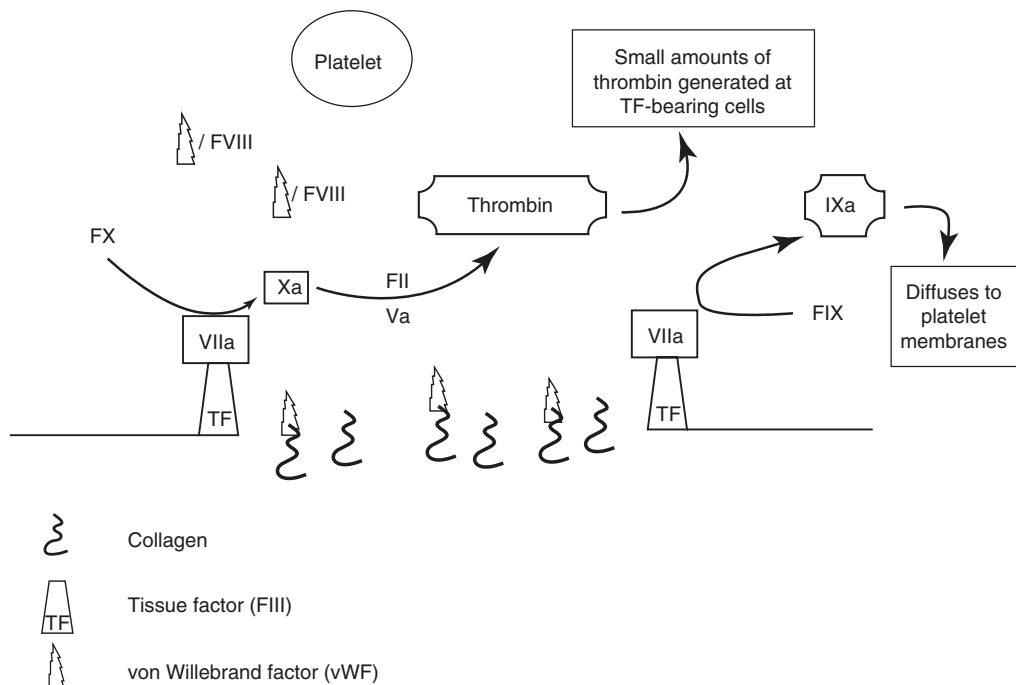 Platelet
Small amounts of
thrombin generated at
TF-bearing cells
/ FVIII
/ FVIII
Thrombin
IXa
FX
Xa
FII
Va
VIIa
TF
VIIa
TF
FIX
Diffuses to
platelet
membranes
Collagen
TF
Tissue factor (FIII)
von Willebrand factor (vWF)